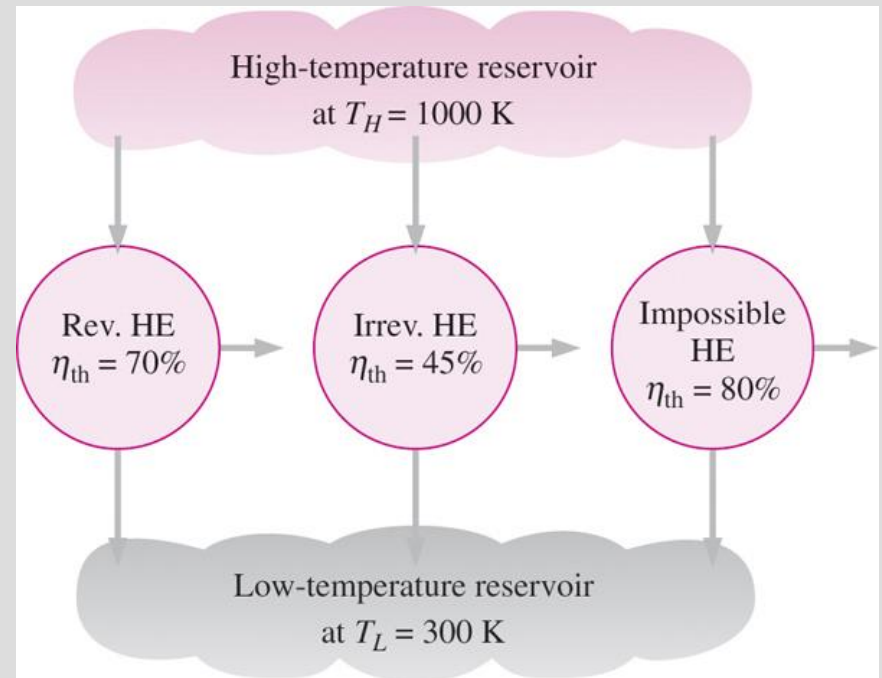 High-temperature reservoir
at T_H = 1000 K
Rev. HE
η_th = 70%
Irrev. HE
η_th = 45%
Impossible
HE
η_th = 80%
Low-temperature reservoir
at T_L = 300 K